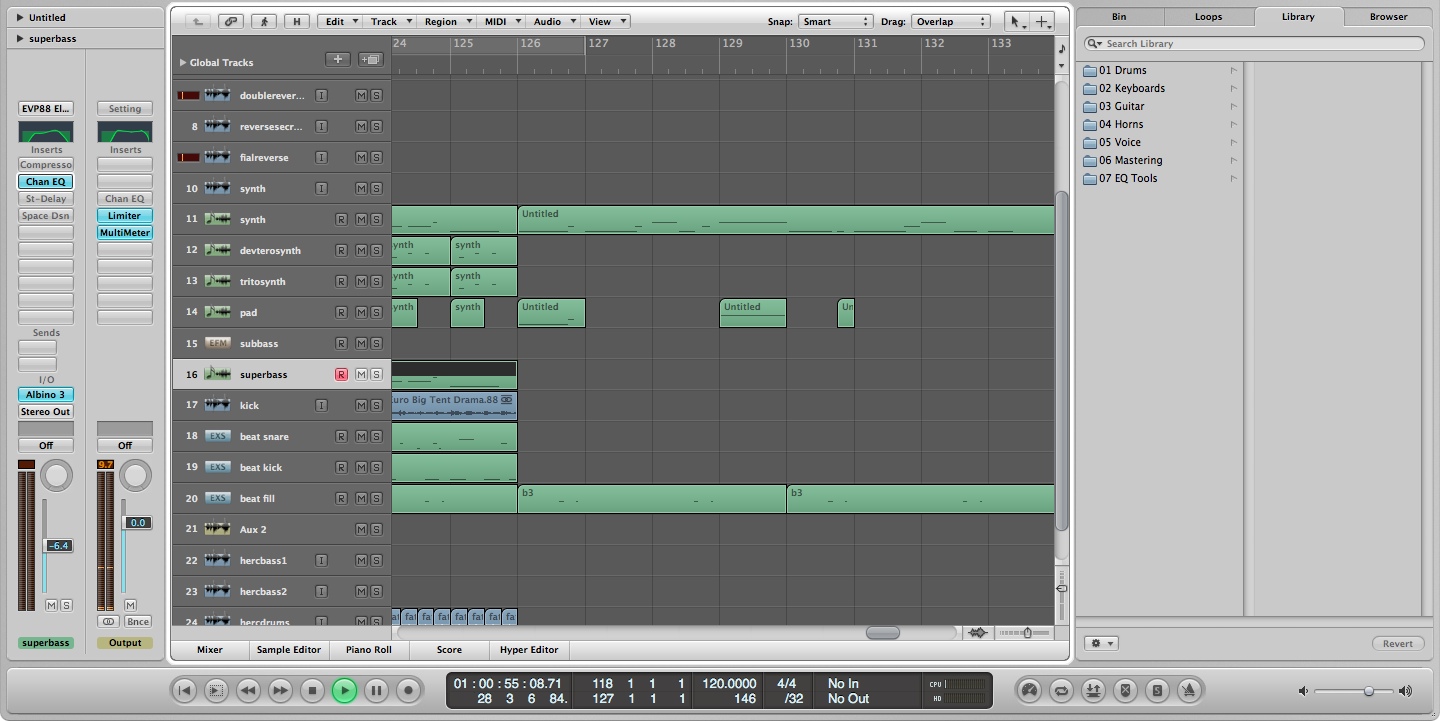 Untitled
superbass
H Edit Track Region MIDI Audio View Snap: Smart Drag: Overlap
Bin Loops Library Browser
Search Library
24 125 126 127 128 129 130 131 132 133
Global Tracks
01 Drums
02 Keyboards
03 Guitar
04 Horns
05 Voice
06 Mastering
07 EQ Tools
EVP88 El... Setting
Inserts Inserts
Compresso
Chan EQ
St-Delay Chan EQ
Space Dsn Limiter
MultiMeter
Sends
I/O
Albino 3
Stereo Out
Off Off
9.7
0.0
-6.4
M S M
Bnce
superbass Output
doublerever... I M S
8 reversesecr... I M S
fialreverse I M S
10 synth I M S
11 synth R M S Untitled
12 devterosynth R M S ynth synth
13 tritosynth R M S ynth synth
14 pad R M S ynth synth Untitled Untitled Un
15 EFM subbass R M S
16 superbass R M S
17 kick I M S uro Big Tent Drama.88
18 EXS beat snare R M S
19 EXS beat kick R M S
20 EXS beat fill R M S b3 b3
21 Aux 2 M S
22 hercbass1 I M S
23 hercbass2 I M S
24 hercdrums I M S fa fa fa fa fa fa fa
Mixer Sample Editor Piano Roll Score Hyper Editor
Revert
01 : 00 : 55 : 08.71 118 1 1 1 120.0000 4/4 No In CPU
28 3 6 84. 127 1 1 1 146 /32 No Out HD
S